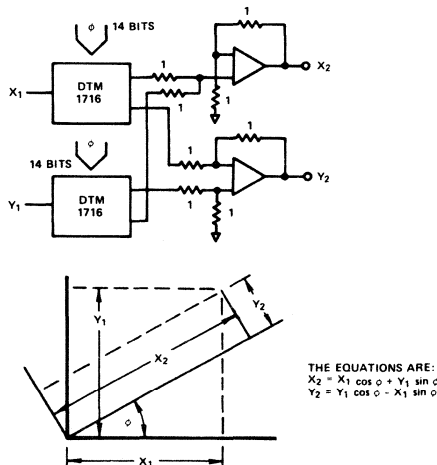 φ 14 BITS
1
DTM
1716
X₁
1
1
1
X₂
φ
14 BITS
1
1
DTM
1716
Y₁
1
1
Y₂
Y₁
X₂
Y₂
φ
X₁
THE EQUATIONS ARE:
X₂ = X₁ cos φ + Y₁ sin φ
Y₂ = Y₁ cos φ - X₁ sin φ